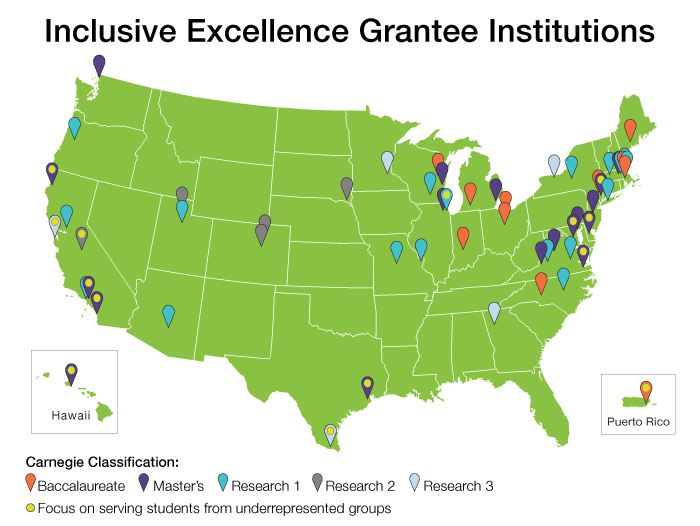 Inclusive Excellence Grantee Institutions
Hawaii
Puerto Rico
Carnegie Classification:
Baccalaureate Master's Research 1 Research 2 Research 3
Focus on serving students from underrepresented groups